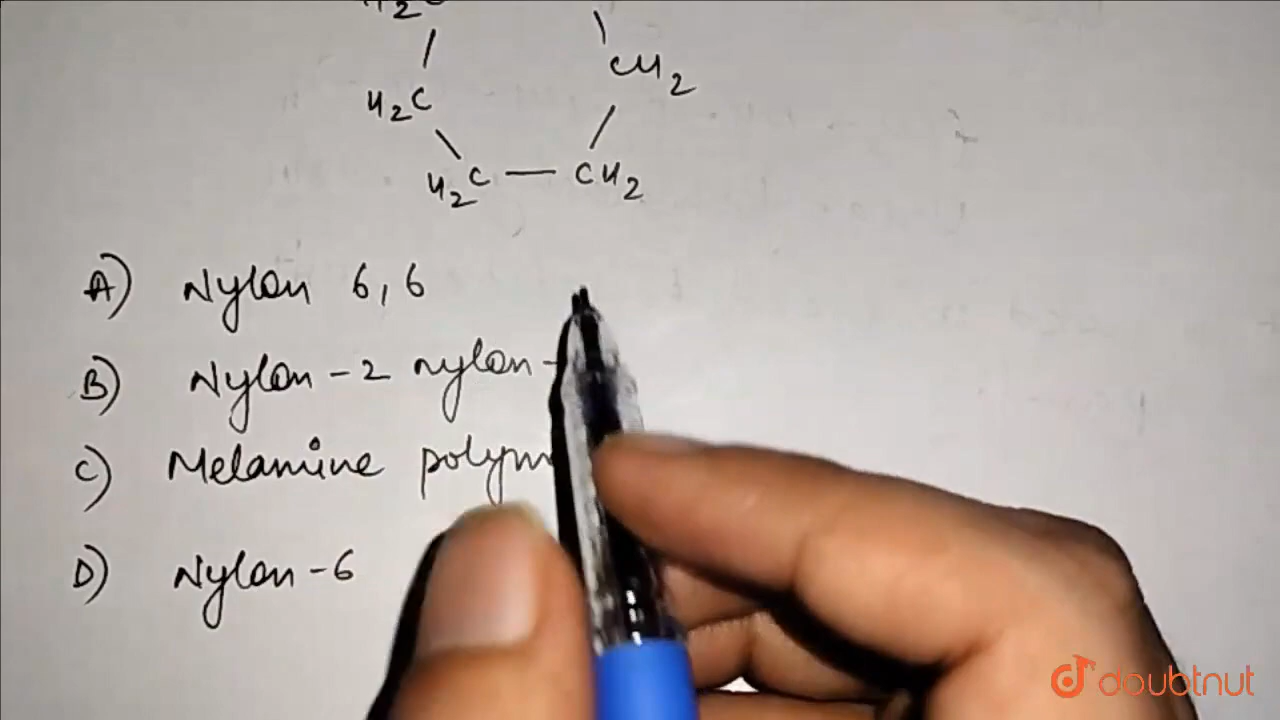 H2C
CH2
H2C
H2C — CH2
A) Nylon 6,6
B) Nylon-2 nylon-
C) Melamine polym
D) Nylon-6
doubtnut